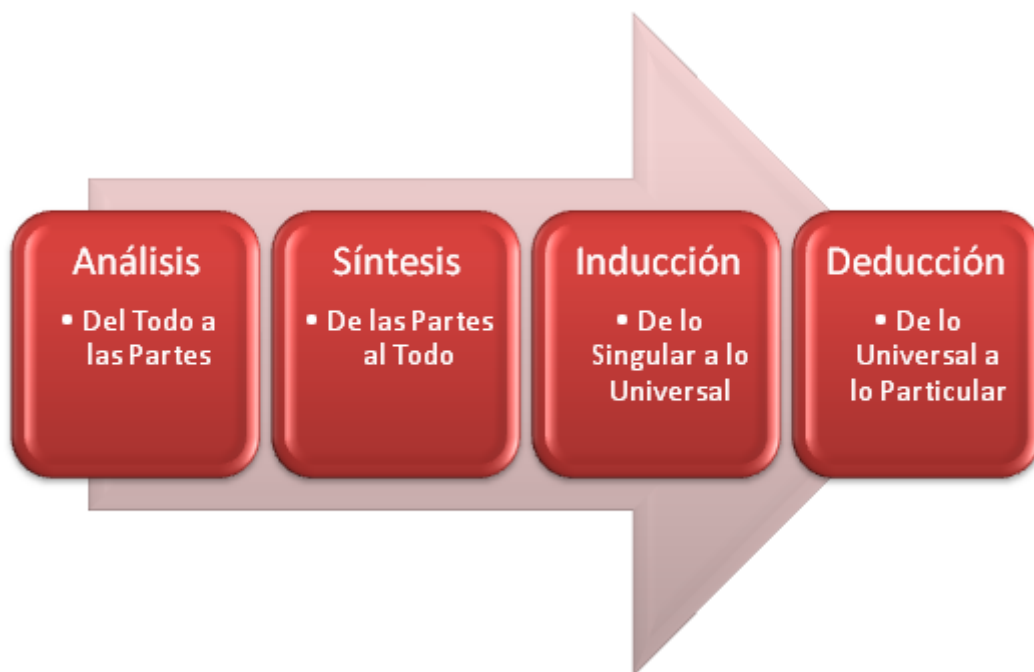 Análisis
▪ Del Todo a
las Partes
Síntesis
▪ De las Partes
al Todo
Inducción
▪ De lo
Singular a lo
Universal
Deducción
▪ De lo
Universal a
lo Particular